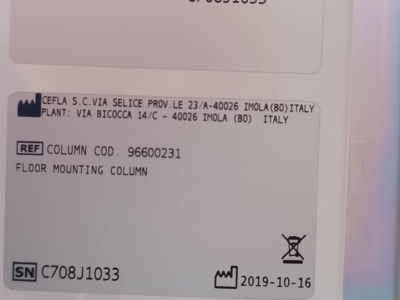 C708J1033
CEFLA S.C.VIA SELICE PROV.LE 23/A-40026 IMOLA(BO)ITALY
PLANT: VIA BICOCCA 14/C - 40026 IMOLA (BO) ITALY
REF COLUMN COD. 96600231
FLOOR MOUNTING COLUMN
SN C708J1033
2019-10-16